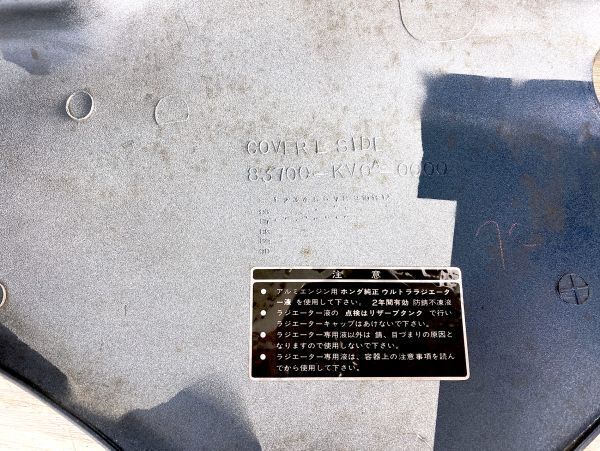 COVER L SIDE
83700-KV0 -0000
注意
● アルミエンジン用 ホンダ純正 ウルトララジエータ
ー液 を使用して下さい。 2年間有効 防錆不凍液
● ラジエーター液の 点検はリザーブタンク で行い
ラジエーターキャップはあけないで下さい。
● ラジエーター専用液以外は 錆、目づまりの原因と
なりますので使用しないで下さい。
● ラジエーター専用液は、容器上の注意事項を読ん
でから使用して下さい。